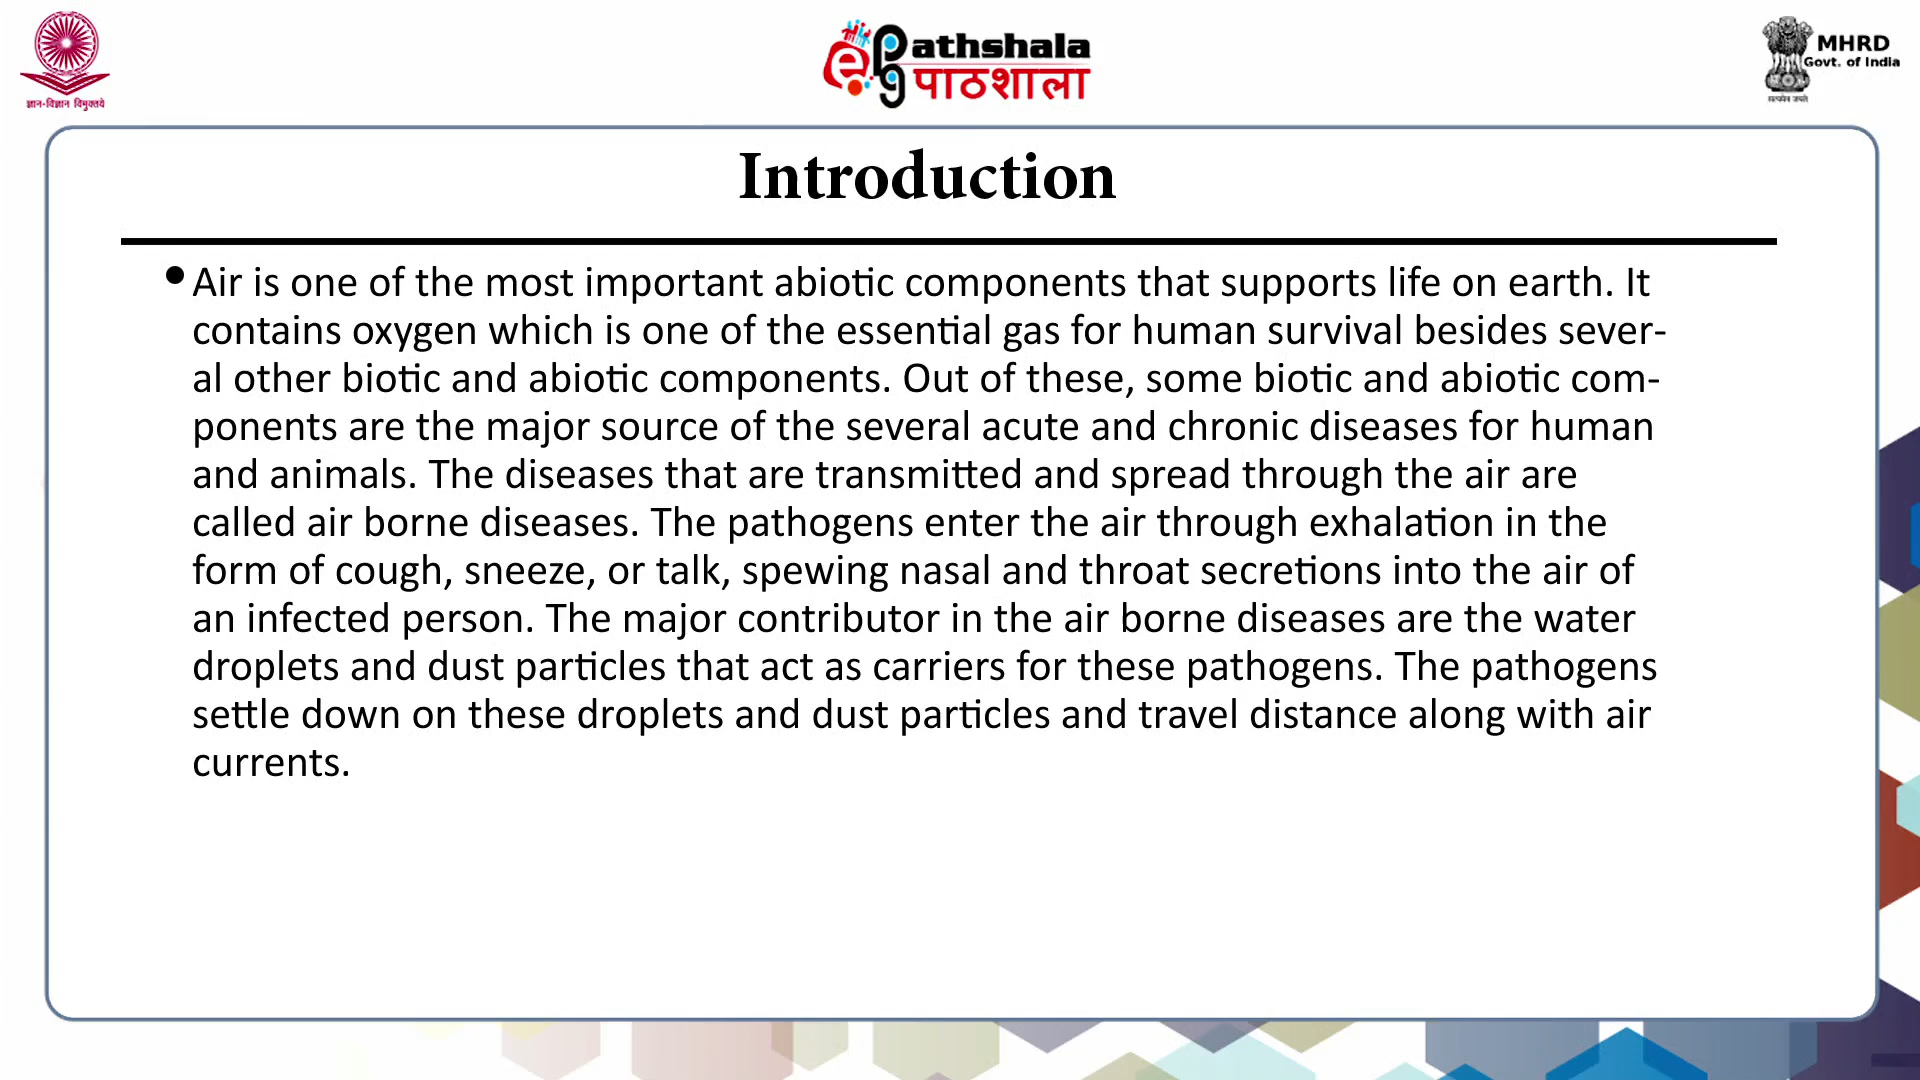 ज्ञान-विज्ञान विमुक्तये
ePgPathshala
पाठशाला
MHRD
Govt. of India
सत्यमेव जयते
Introduction
•Air is one of the most important abiotic components that supports life on earth. It
contains oxygen which is one of the essential gas for human survival besides sever-
al other biotic and abiotic components. Out of these, some biotic and abiotic com-
ponents are the major source of the several acute and chronic diseases for human
and animals. The diseases that are transmitted and spread through the air are
called air borne diseases. The pathogens enter the air through exhalation in the
form of cough, sneeze, or talk, spewing nasal and throat secretions into the air of
an infected person. The major contributor in the air borne diseases are the water
droplets and dust particles that act as carriers for these pathogens. The pathogens
settle down on these droplets and dust particles and travel distance along with air
currents.